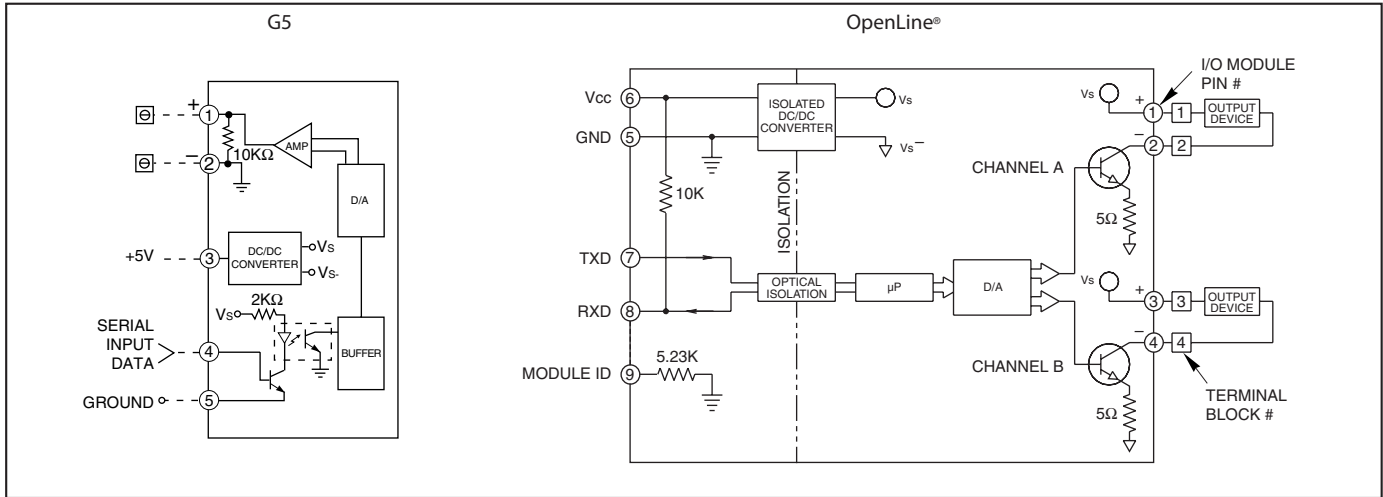 G5
+
1
10KΩ
−
2
AMP
D/A
+5V
3
DC/DC
CONVERTER
Vs
Vs-
2KΩ
Vs
SERIAL
INPUT
DATA
4
BUFFER
GROUND
5
OpenLine®
Vcc
6
GND
5
10K
ISOLATED
DC/DC
CONVERTER
Vs
Vs−
ISOLATION
TXD
7
RXD
8
OPTICAL
ISOLATION
µP
D/A
5.23K
MODULE ID
9
I/O MODULE
PIN #
Vs
+
1
1
OUTPUT
DEVICE
−
2
2
CHANNEL A
5Ω
Vs
+
3
3
OUTPUT
DEVICE
−
4
4
CHANNEL B
5Ω
TERMINAL
BLOCK #